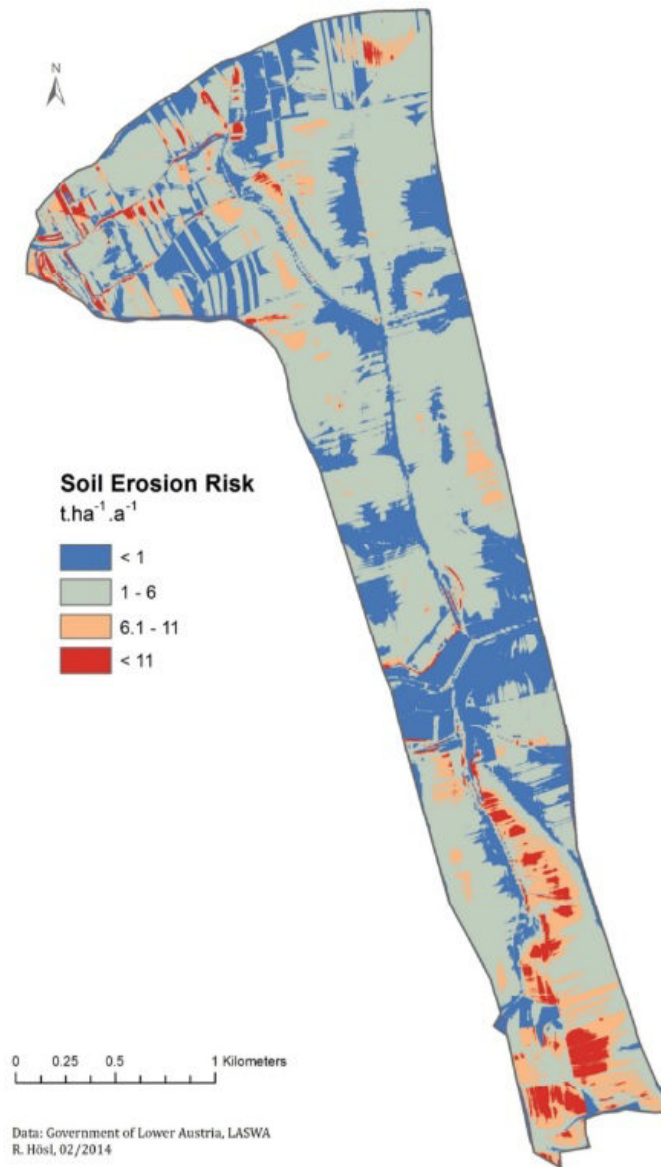 N
Soil Erosion Risk
t.ha⁻¹.a⁻¹
< 1
1 - 6
6.1 - 11
< 11
0 0.25 0.5 1 Kilometers
Data: Government of Lower Austria, LASWA
R. Hösl, 02/2014